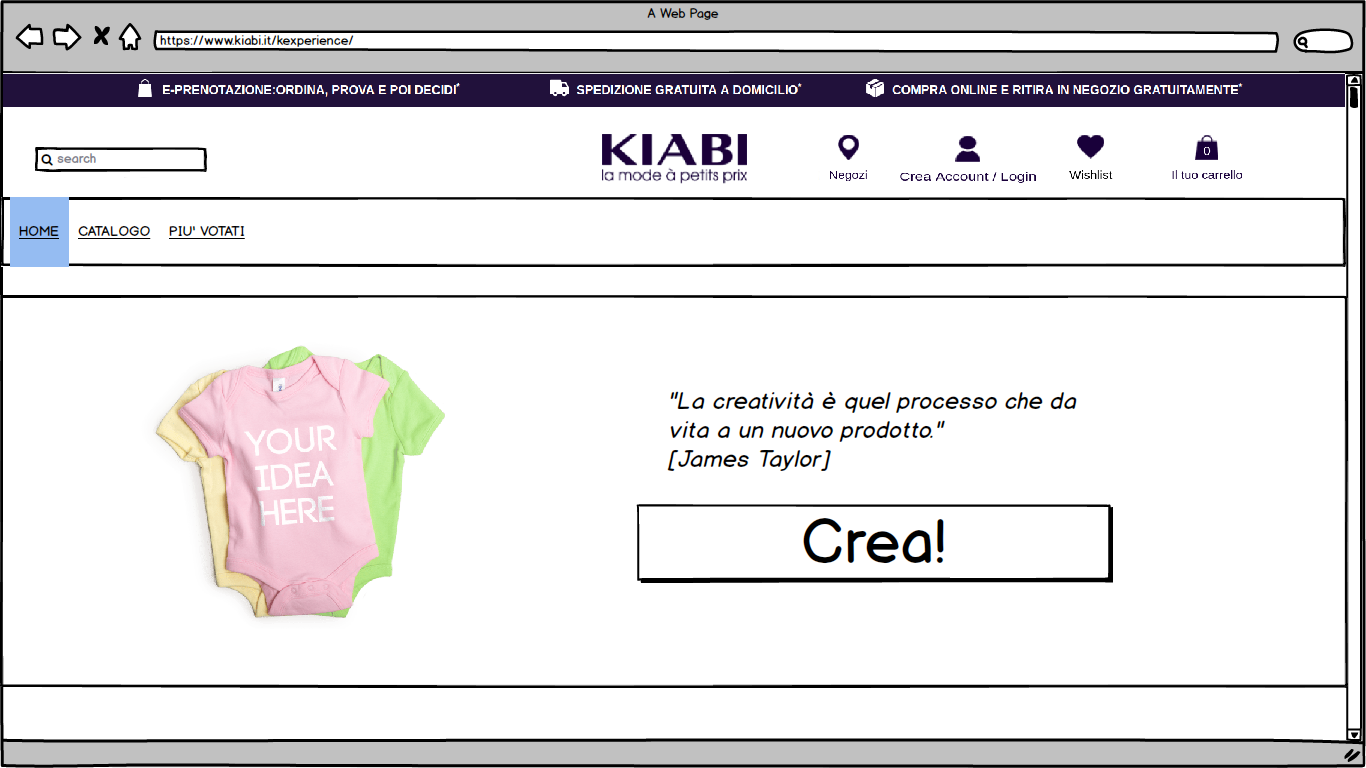 A Web Page
https://www.kiabi.it/kexperience/
E-PRENOTAZIONE:ORDINA, PROVA E POI DECIDI*
SPEDIZIONE GRATUITA A DOMICILIO*
COMPRA ONLINE E RITIRA IN NEGOZIO GRATUITAMENTE*
search
KIABI
la mode à petits prix
Negozi
Crea Account / Login
Wishlist
0
Il tuo carrello
HOME
CATALOGO
PIU' VOTATI
YOUR
IDEA
HERE
"La creatività è quel processo che da
vita a un nuovo prodotto."
[James Taylor]
Crea!